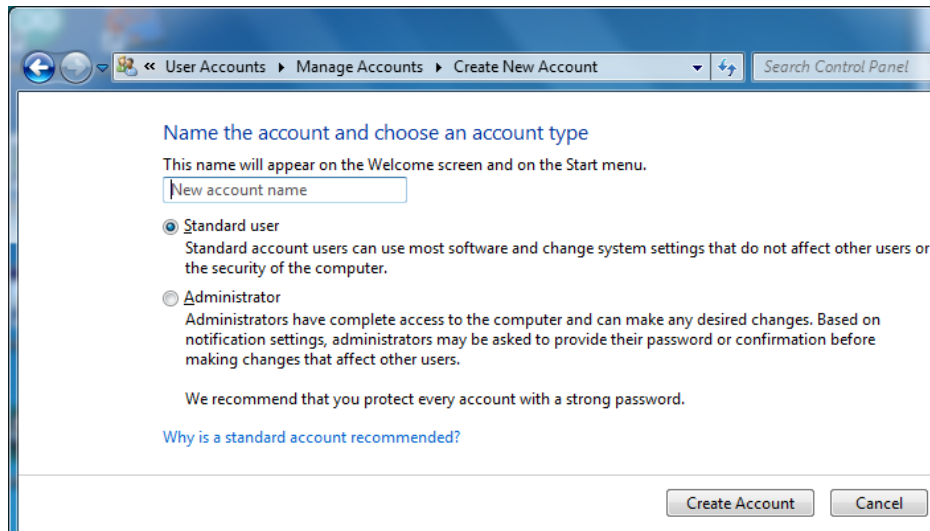 « User Accounts ▸ Manage Accounts ▸ Create New Account
Search Control Panel
Name the account and choose an account type
This name will appear on the Welcome screen and on the Start menu.
New account name
Standard user
Standard account users can use most software and change system settings that do not affect other users or
the security of the computer.
Administrator
Administrators have complete access to the computer and can make any desired changes. Based on
notification settings, administrators may be asked to provide their password or confirmation before
making changes that affect other users.
We recommend that you protect every account with a strong password.
Why is a standard account recommended?
Create Account
Cancel